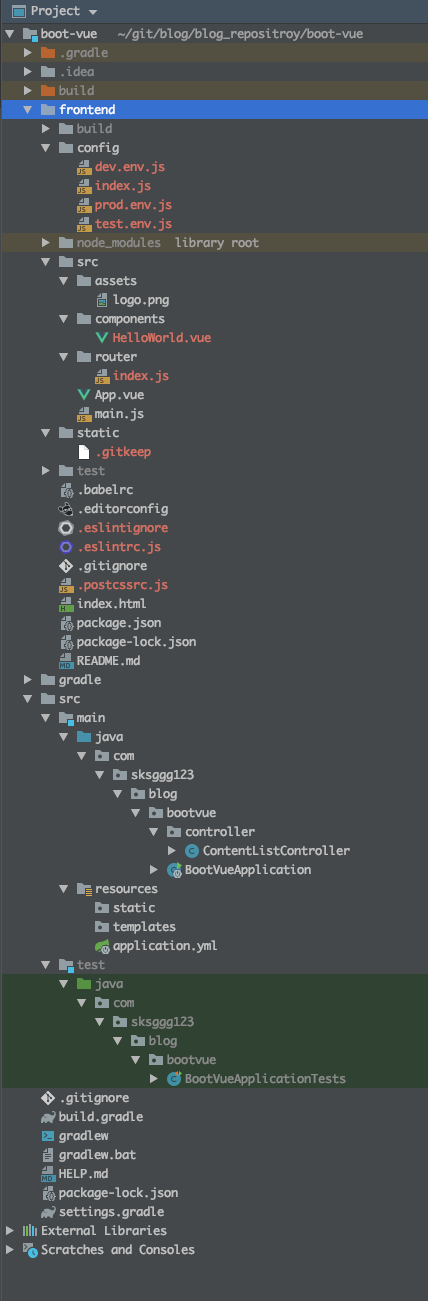 Project
boot-vue ~/git/blog/blog_repositroy/boot-vue
.gradle
.idea
build
frontend
build
config
dev.env.js
index.js
prod.env.js
test.env.js
node_modules library root
src
assets
logo.png
components
HelloWorld.vue
router
index.js
App.vue
main.js
static
.gitkeep
test
.babelrc
.editorconfig
.eslintignore
.eslintrc.js
.gitignore
.postcssrc.js
index.html
package.json
package-lock.json
README.md
gradle
src
main
java
com
sksggg123
blog
bootvue
controller
ContentListController
BootVueApplication
resources
static
templates
application.yml
test
java
com
sksggg123
blog
bootvue
BootVueApplicationTests
.gitignore
build.gradle
gradlew
gradlew.bat
HELP.md
package-lock.json
settings.gradle
External Libraries
Scratches and Consoles